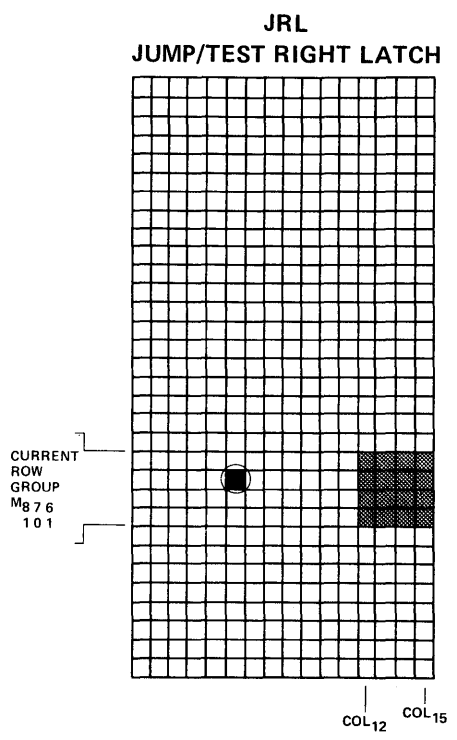 JRL
JUMP/TEST RIGHT LATCH
CURRENT
ROW
GROUP
M8 7 6
1 0 1
COL12
COL15